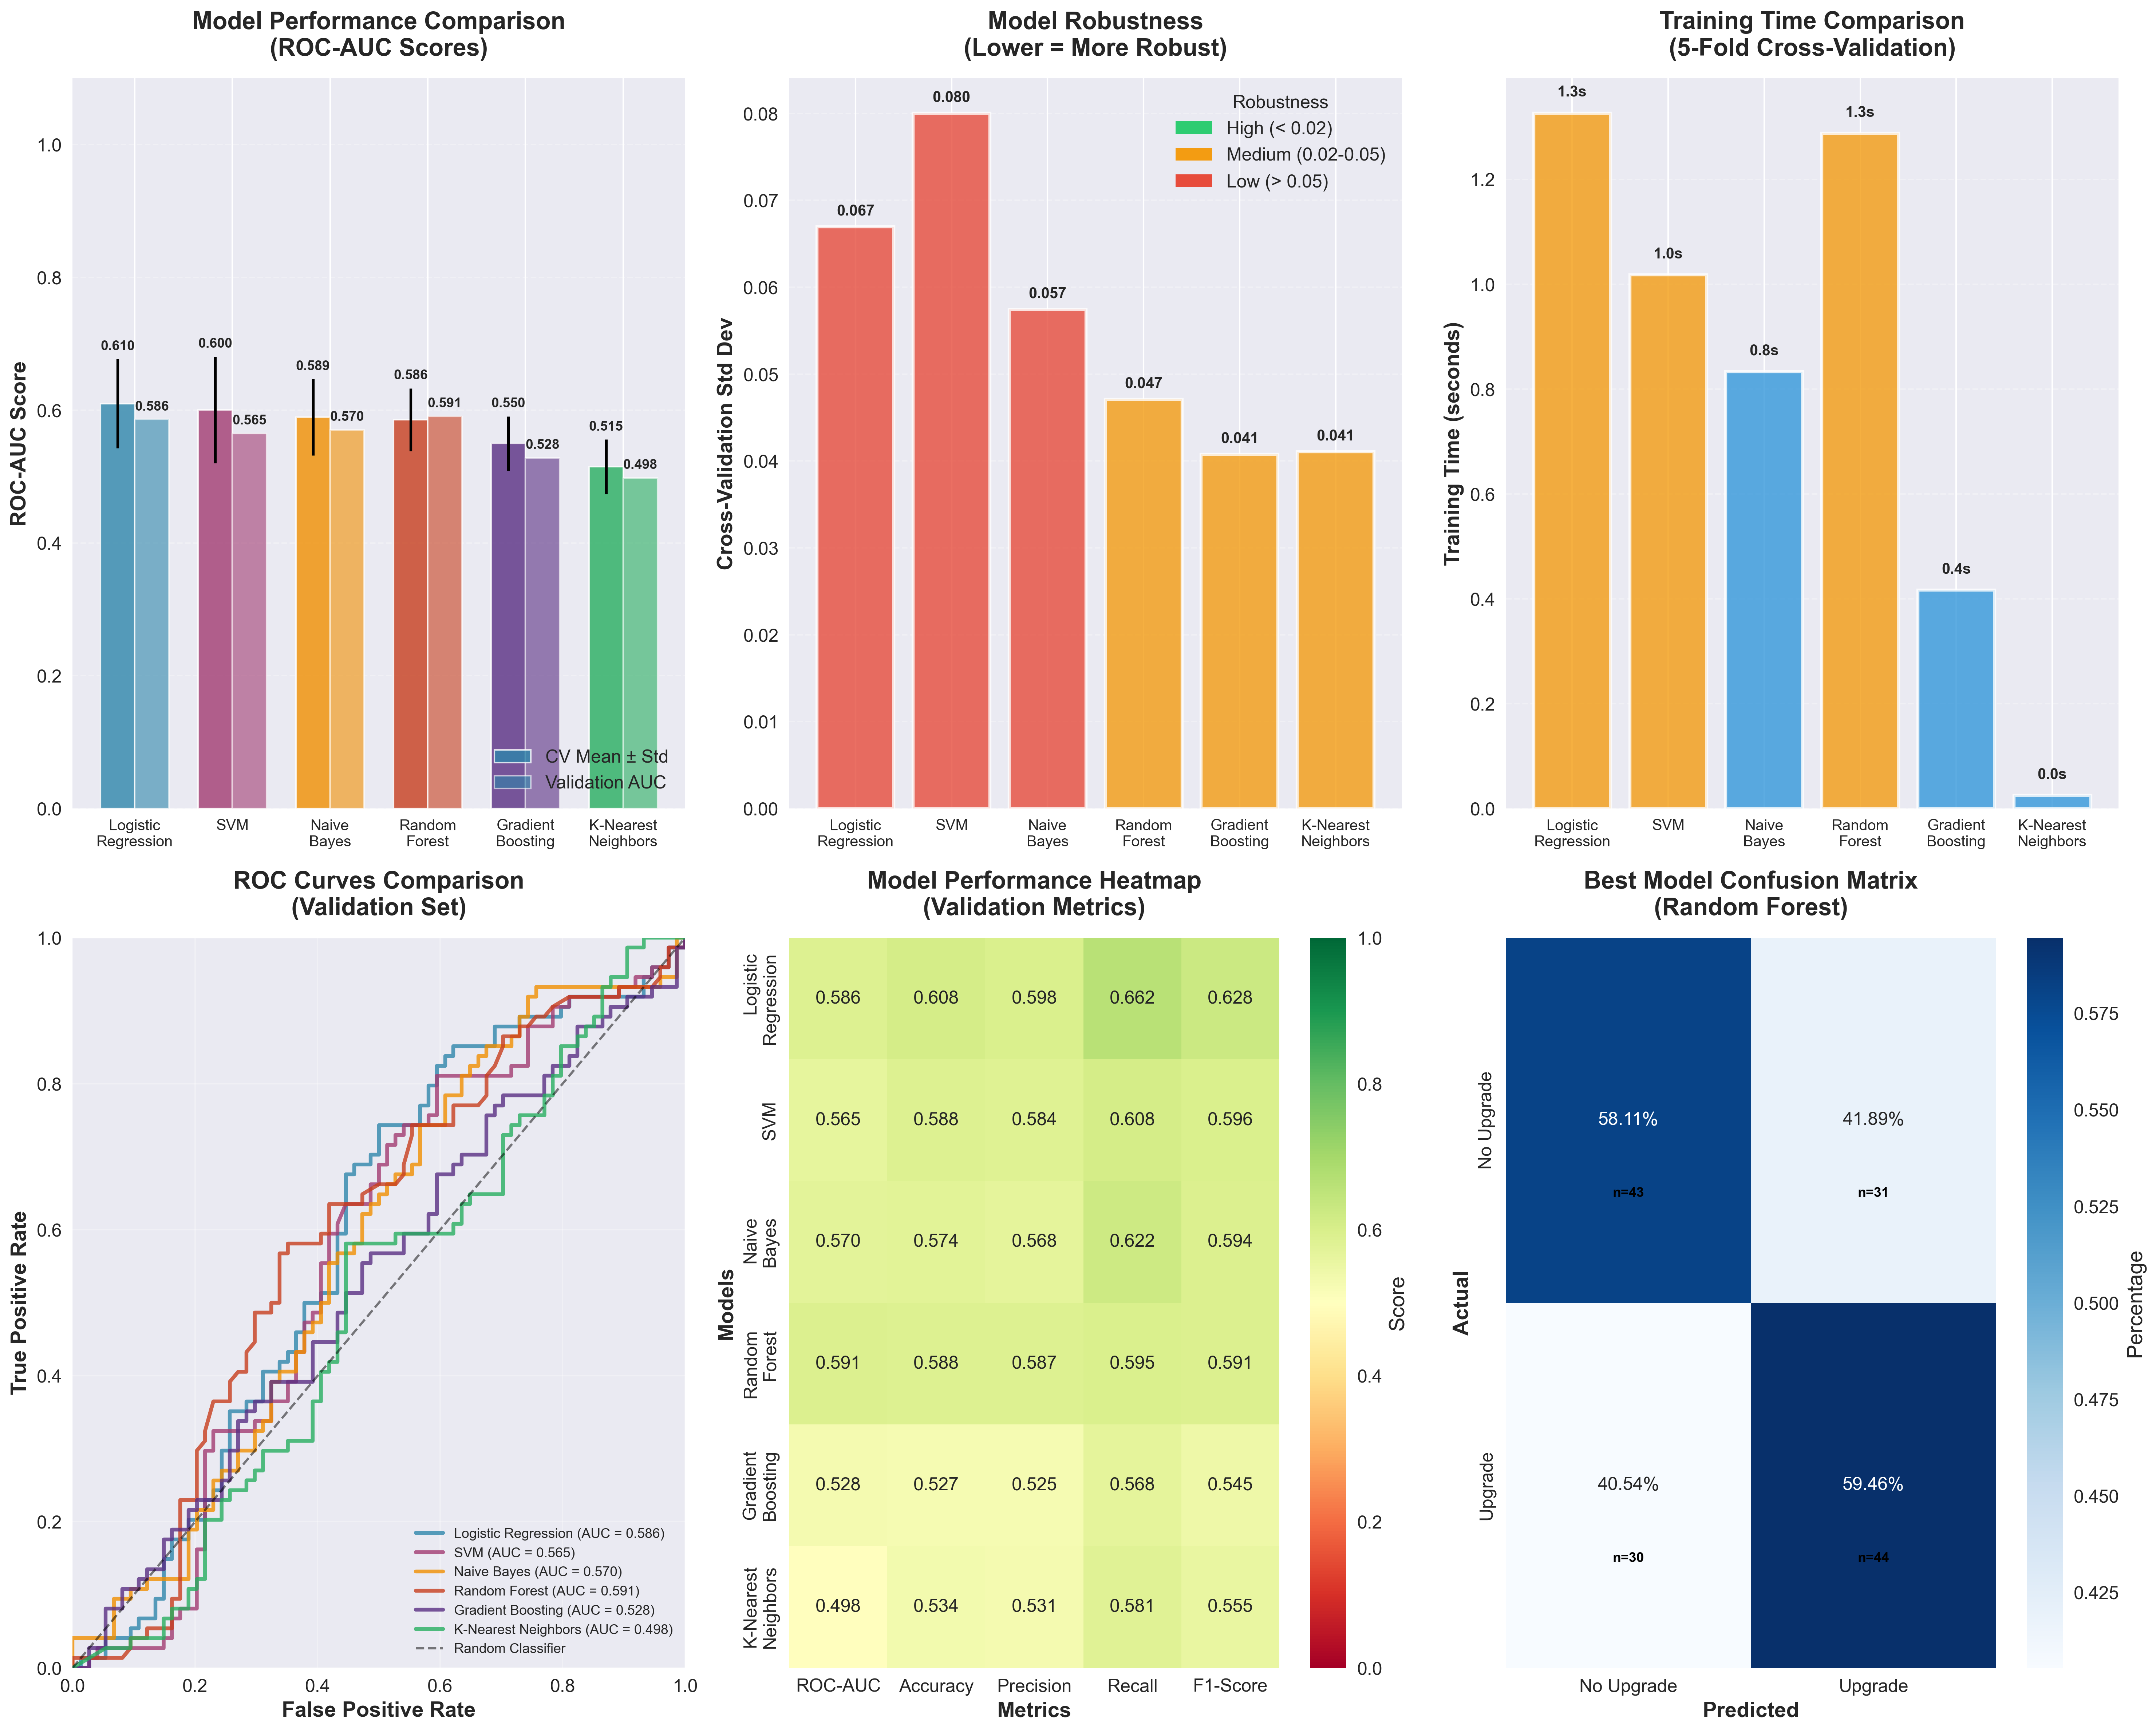 Model Performance Comparison
(ROC-AUC Scores)
ROC-AUC Score
1.0
0.8
0.6
0.4
0.2
0.0
0.610
0.586
0.600
0.565
0.589
0.570
0.586
0.591
0.550
0.528
0.515
0.498
CV Mean ± Std
Validation AUC
Logistic
Regression
SVM
Naive
Bayes
Random
Forest
Gradient
Boosting
K-Nearest
Neighbors
Model Robustness
(Lower = More Robust)
Cross-Validation Std Dev
0.08
0.07
0.06
0.05
0.04
0.03
0.02
0.01
0.00
0.067
0.080
0.057
0.047
0.041
0.041
Robustness
High (< 0.02)
Medium (0.02-0.05)
Low (> 0.05)
Logistic
Regression
SVM
Naive
Bayes
Random
Forest
Gradient
Boosting
K-Nearest
Neighbors
Training Time Comparison
(5-Fold Cross-Validation)
Training Time (seconds)
1.2
1.0
0.8
0.6
0.4
0.2
0.0
1.3s
1.0s
0.8s
1.3s
0.4s
0.0s
Logistic
Regression
SVM
Naive
Bayes
Random
Forest
Gradient
Boosting
K-Nearest
Neighbors
ROC Curves Comparison
(Validation Set)
True Positive Rate
1.0
0.8
0.6
0.4
0.2
0.0
Logistic Regression (AUC = 0.586)
SVM (AUC = 0.565)
Naive Bayes (AUC = 0.570)
Random Forest (AUC = 0.591)
Gradient Boosting (AUC = 0.528)
K-Nearest Neighbors (AUC = 0.498)
Random Classifier
0.0 0.2 0.4 0.6 0.8 1.0
False Positive Rate
Model Performance Heatmap
(Validation Metrics)
Models
Logistic
Regression
0.586 0.608 0.598 0.662 0.628
SVM
0.565 0.588 0.584 0.608 0.596
Naive
Bayes
0.570 0.574 0.568 0.622 0.594
Random
Forest
0.591 0.588 0.587 0.595 0.591
Gradient
Boosting
0.528 0.527 0.525 0.568 0.545
K-Nearest
Neighbors
0.498 0.534 0.531 0.581 0.555
ROC-AUC Accuracy Precision Recall F1-Score
Metrics
1.0
0.8
0.6
0.4
0.2
0.0
Score
Best Model Confusion Matrix
(Random Forest)
Actual
No Upgrade
58.11% 41.89%
n=43 n=31
Upgrade
40.54% 59.46%
n=30 n=44
No Upgrade Upgrade
Predicted
0.575
0.550
0.525
0.500
0.475
0.450
0.425
Percentage